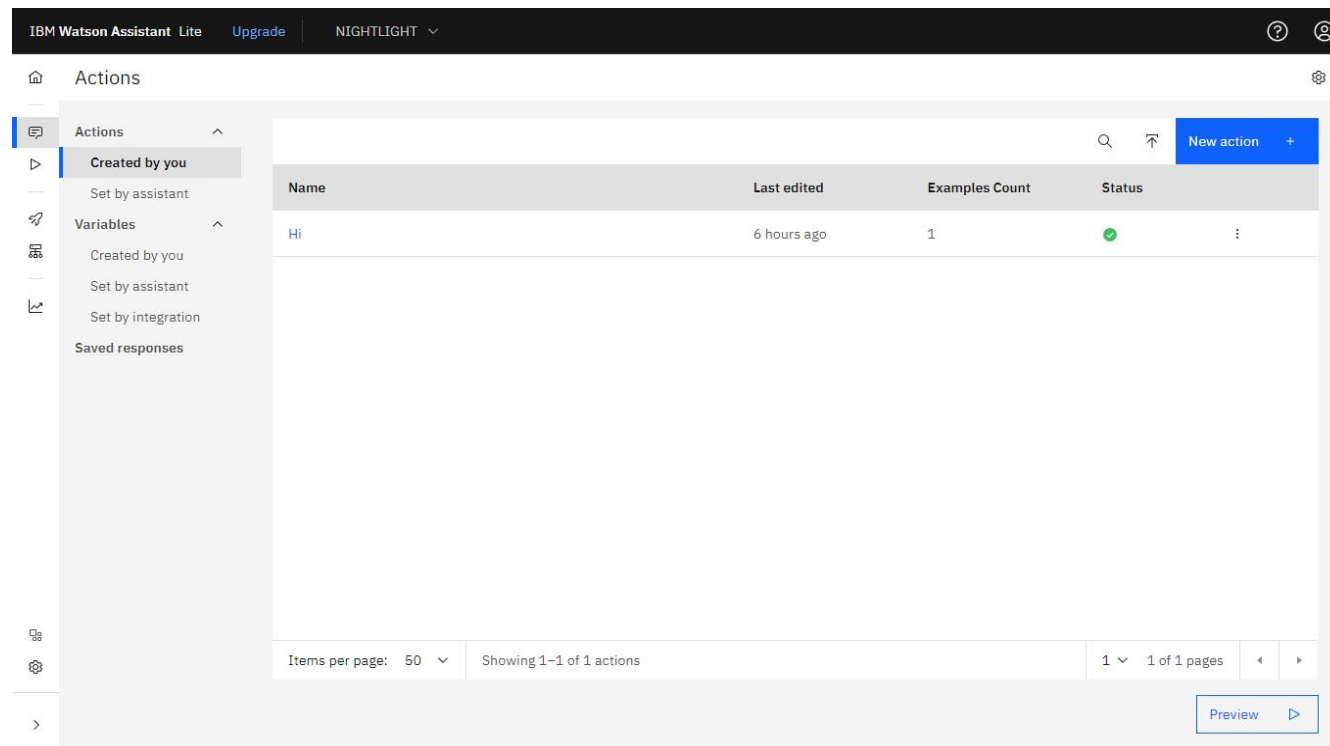 IBM Watson Assistant Lite Upgrade NIGHTLIGHT
Actions
Actions
Created by you
Set by assistant
Variables
Created by you
Set by assistant
Set by integration
Saved responses
New action +
Name Last edited Examples Count Status
Hi 6 hours ago 1
Items per page: 50 Showing 1–1 of 1 actions 1 1 of 1 pages
Preview